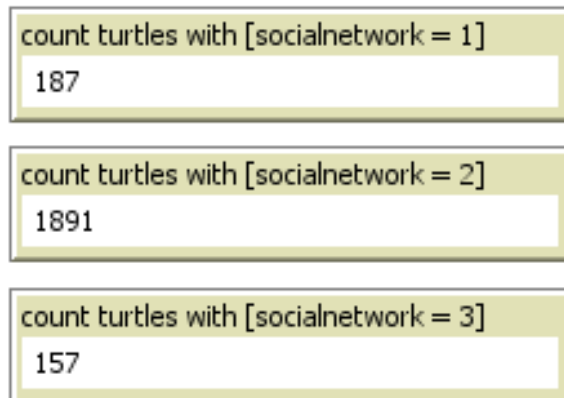 count turtles with [socialnetwork = 1]
187
count turtles with [socialnetwork = 2]
1891
count turtles with [socialnetwork = 3]
157